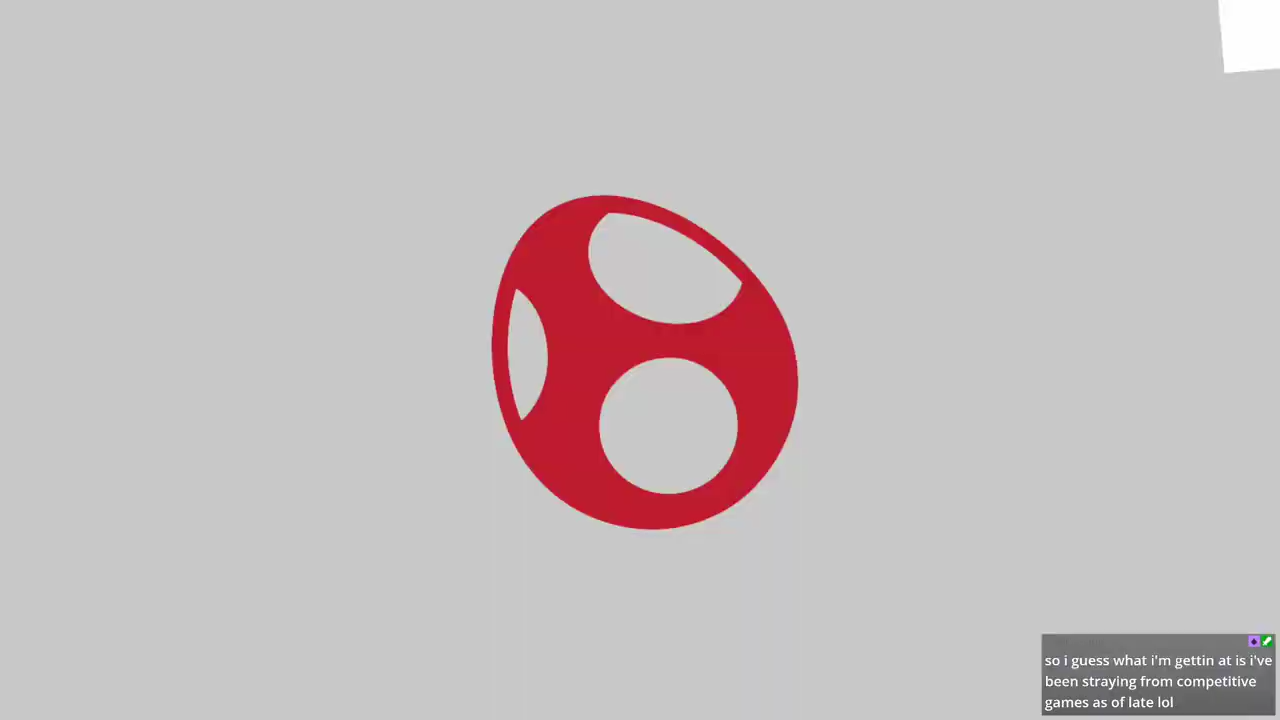 so i guess what i'm gettin at is i've
been straying from competitive
games as of late lol